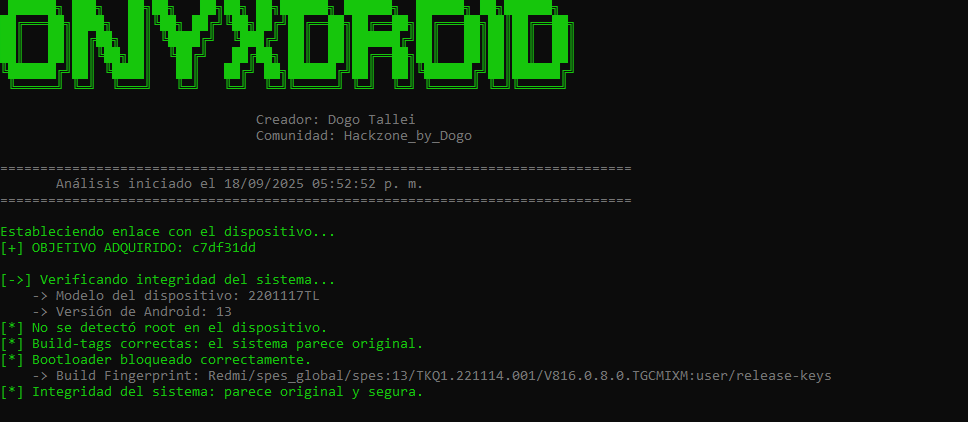 ONYXDROID
Creador: Dogo Tallei
Comunidad: Hackzone_by_Dogo
===============================================================================
Análisis iniciado el 18/09/2025 05:52:52 p. m.
===============================================================================
Estableciendo enlace con el dispositivo...
[+] OBJETIVO ADQUIRIDO: c7df31dd
[->] Verificando integridad del sistema...
-> Modelo del dispositivo: 2201117TL
-> Versión de Android: 13
[*] No se detectó root en el dispositivo.
[*] Build-tags correctas: el sistema parece original.
[*] Bootloader bloqueado correctamente.
-> Build Fingerprint: Redmi/spes_global/spes:13/TKQ1.221114.001/V816.0.8.0.TGCMIXM:user/release-keys
[*] Integridad del sistema: parece original y segura.